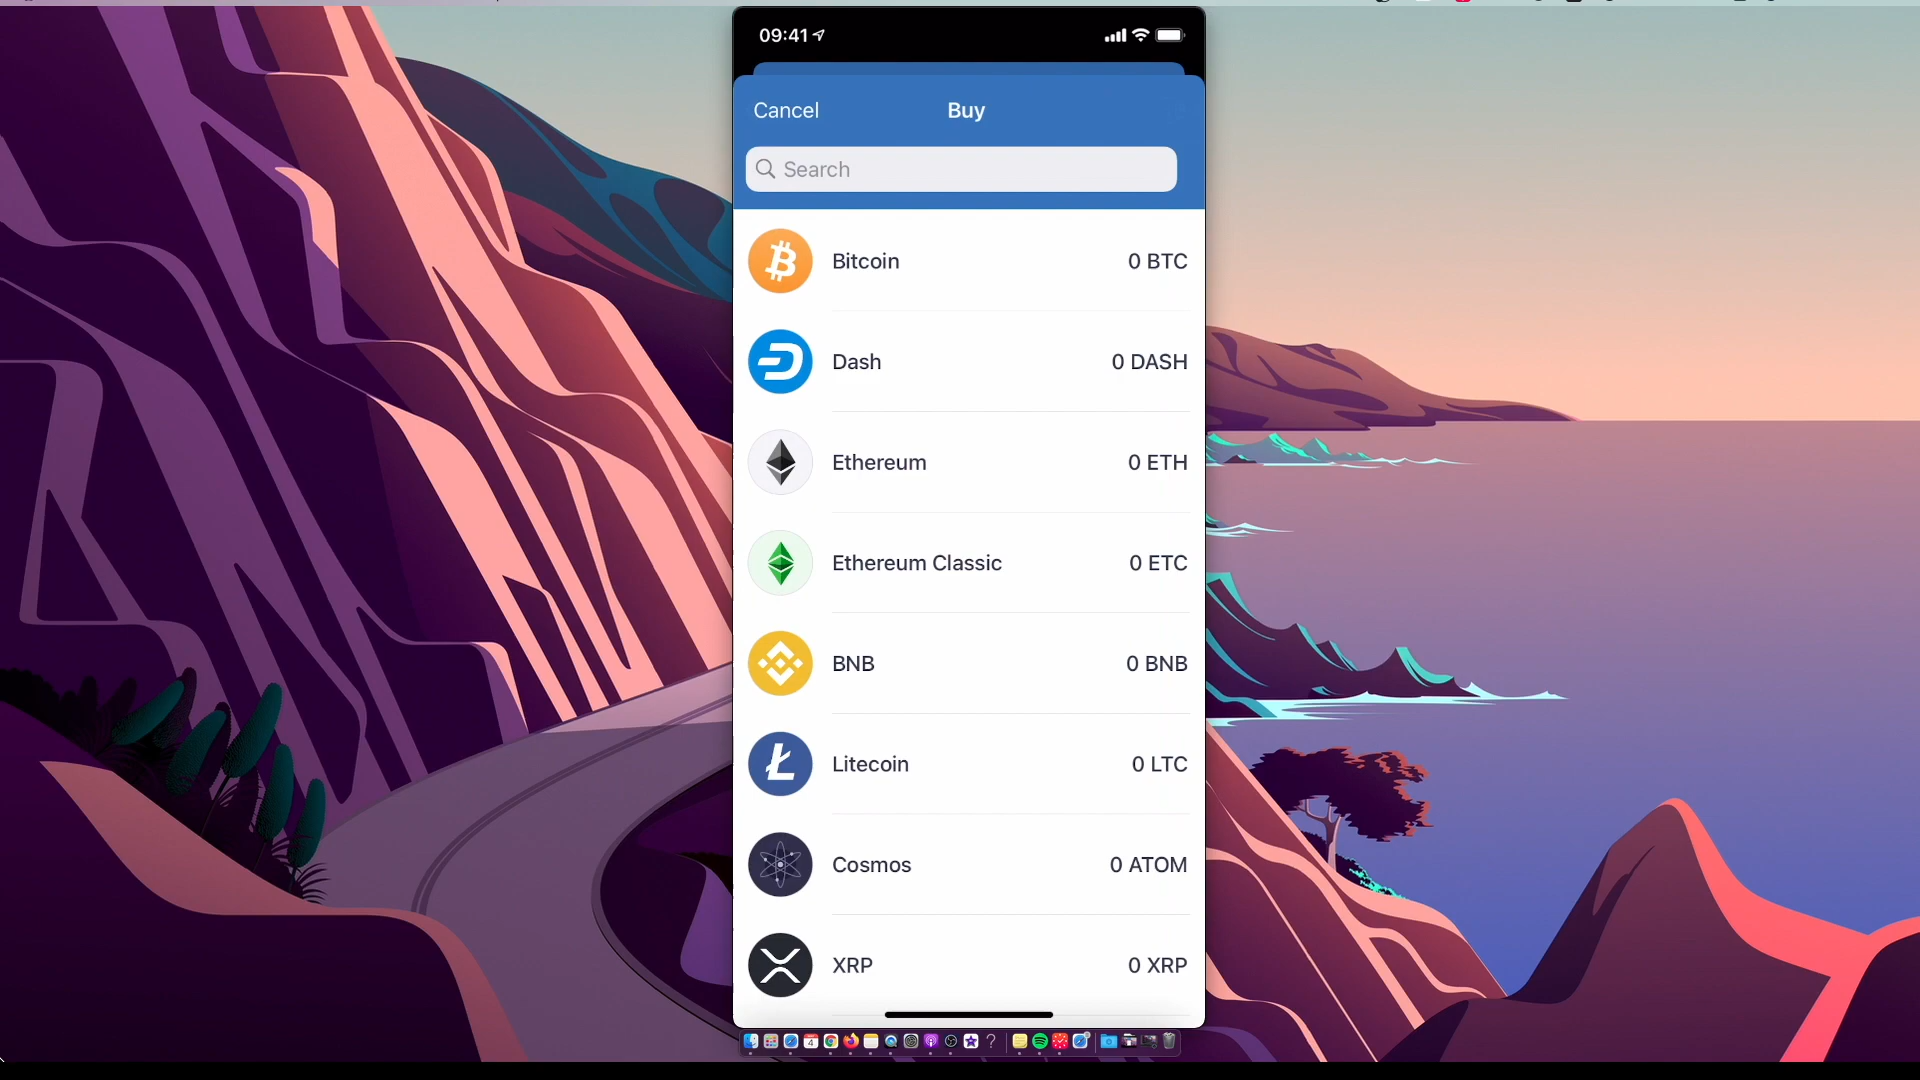 09:41
Cancel
Buy
Search
Bitcoin
0 BTC
Dash
0 DASH
Ethereum
0 ETH
Ethereum Classic
0 ETC
BNB
0 BNB
Litecoin
0 LTC
Cosmos
0 ATOM
XRP
0 XRP